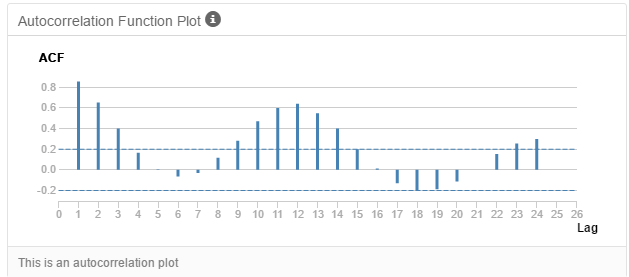 Autocorrelation Function Plot
ACF
0.8
0.6
0.4
0.2
0.0
-0.2
0 1 2 3 4 5 6 7 8 9 10 11 12 13 14 15 16 17 18 19 20 21 22 23 24 25 26
Lag
This is an autocorrelation plot